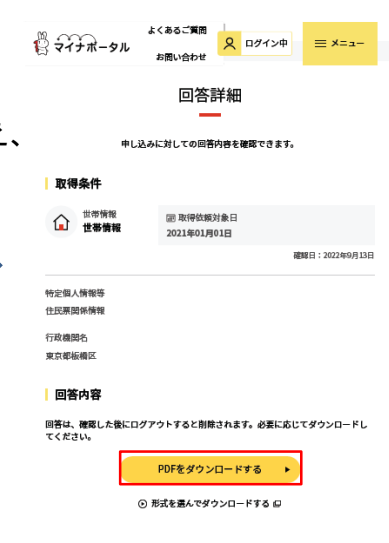 マイナポータル
よくあるご質問
お問い合わせ
ログイン中
メニュー
回答詳細
申し込みに対しての回答内容を確認できます。
取得条件
世帯情報
世帯情報
取得依頼対象日
2021年01月01日
確認日：2022年9月13日
特定個人情報等
住民票関係情報
行政機関名
東京都板橋区
回答内容
回答は、確認した後にログアウトすると削除されます。必要に応じてダウンロードし
てください。
PDFをダウンロードする
形式を選んでダウンロードする